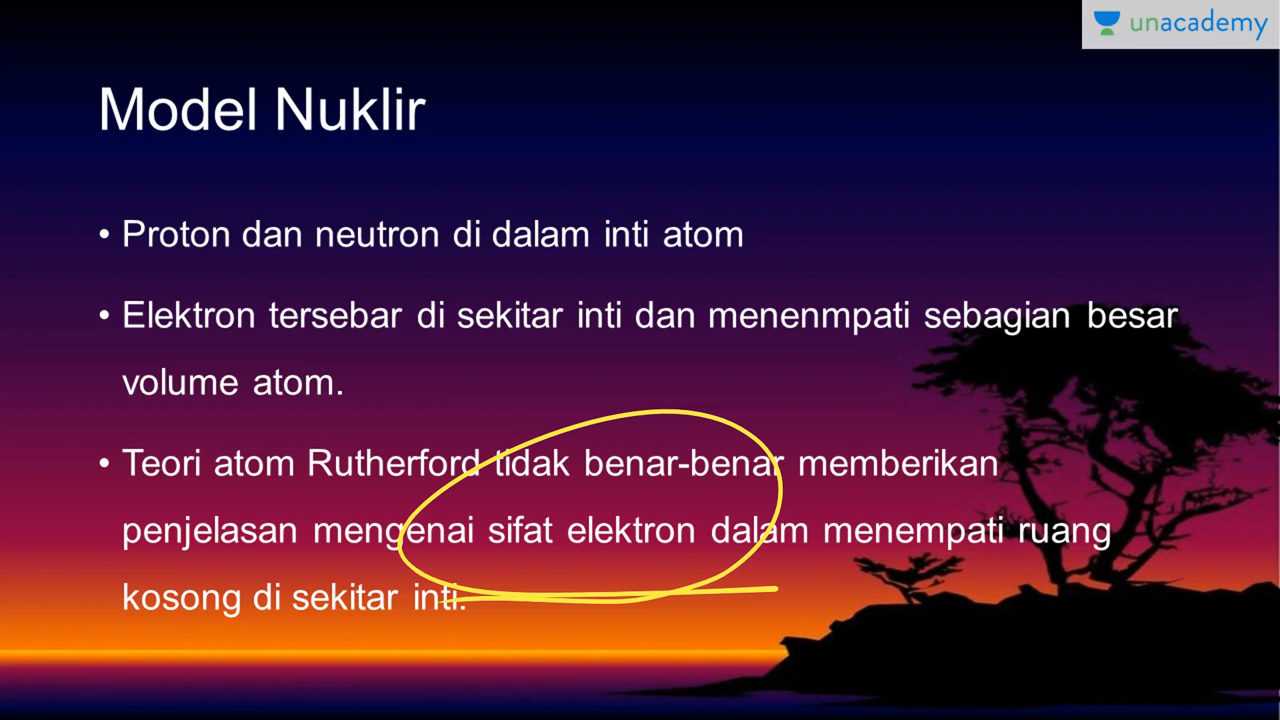 unacademy
Model Nuklir
• Proton dan neutron di dalam inti atom
• Elektron tersebar di sekitar inti dan menenmpati sebagian besar
volume atom.
• Teori atom Rutherford tidak benar-benar memberikan
penjelasan mengenai sifat elektron dalam menempati ruang
kosong di sekitar inti.